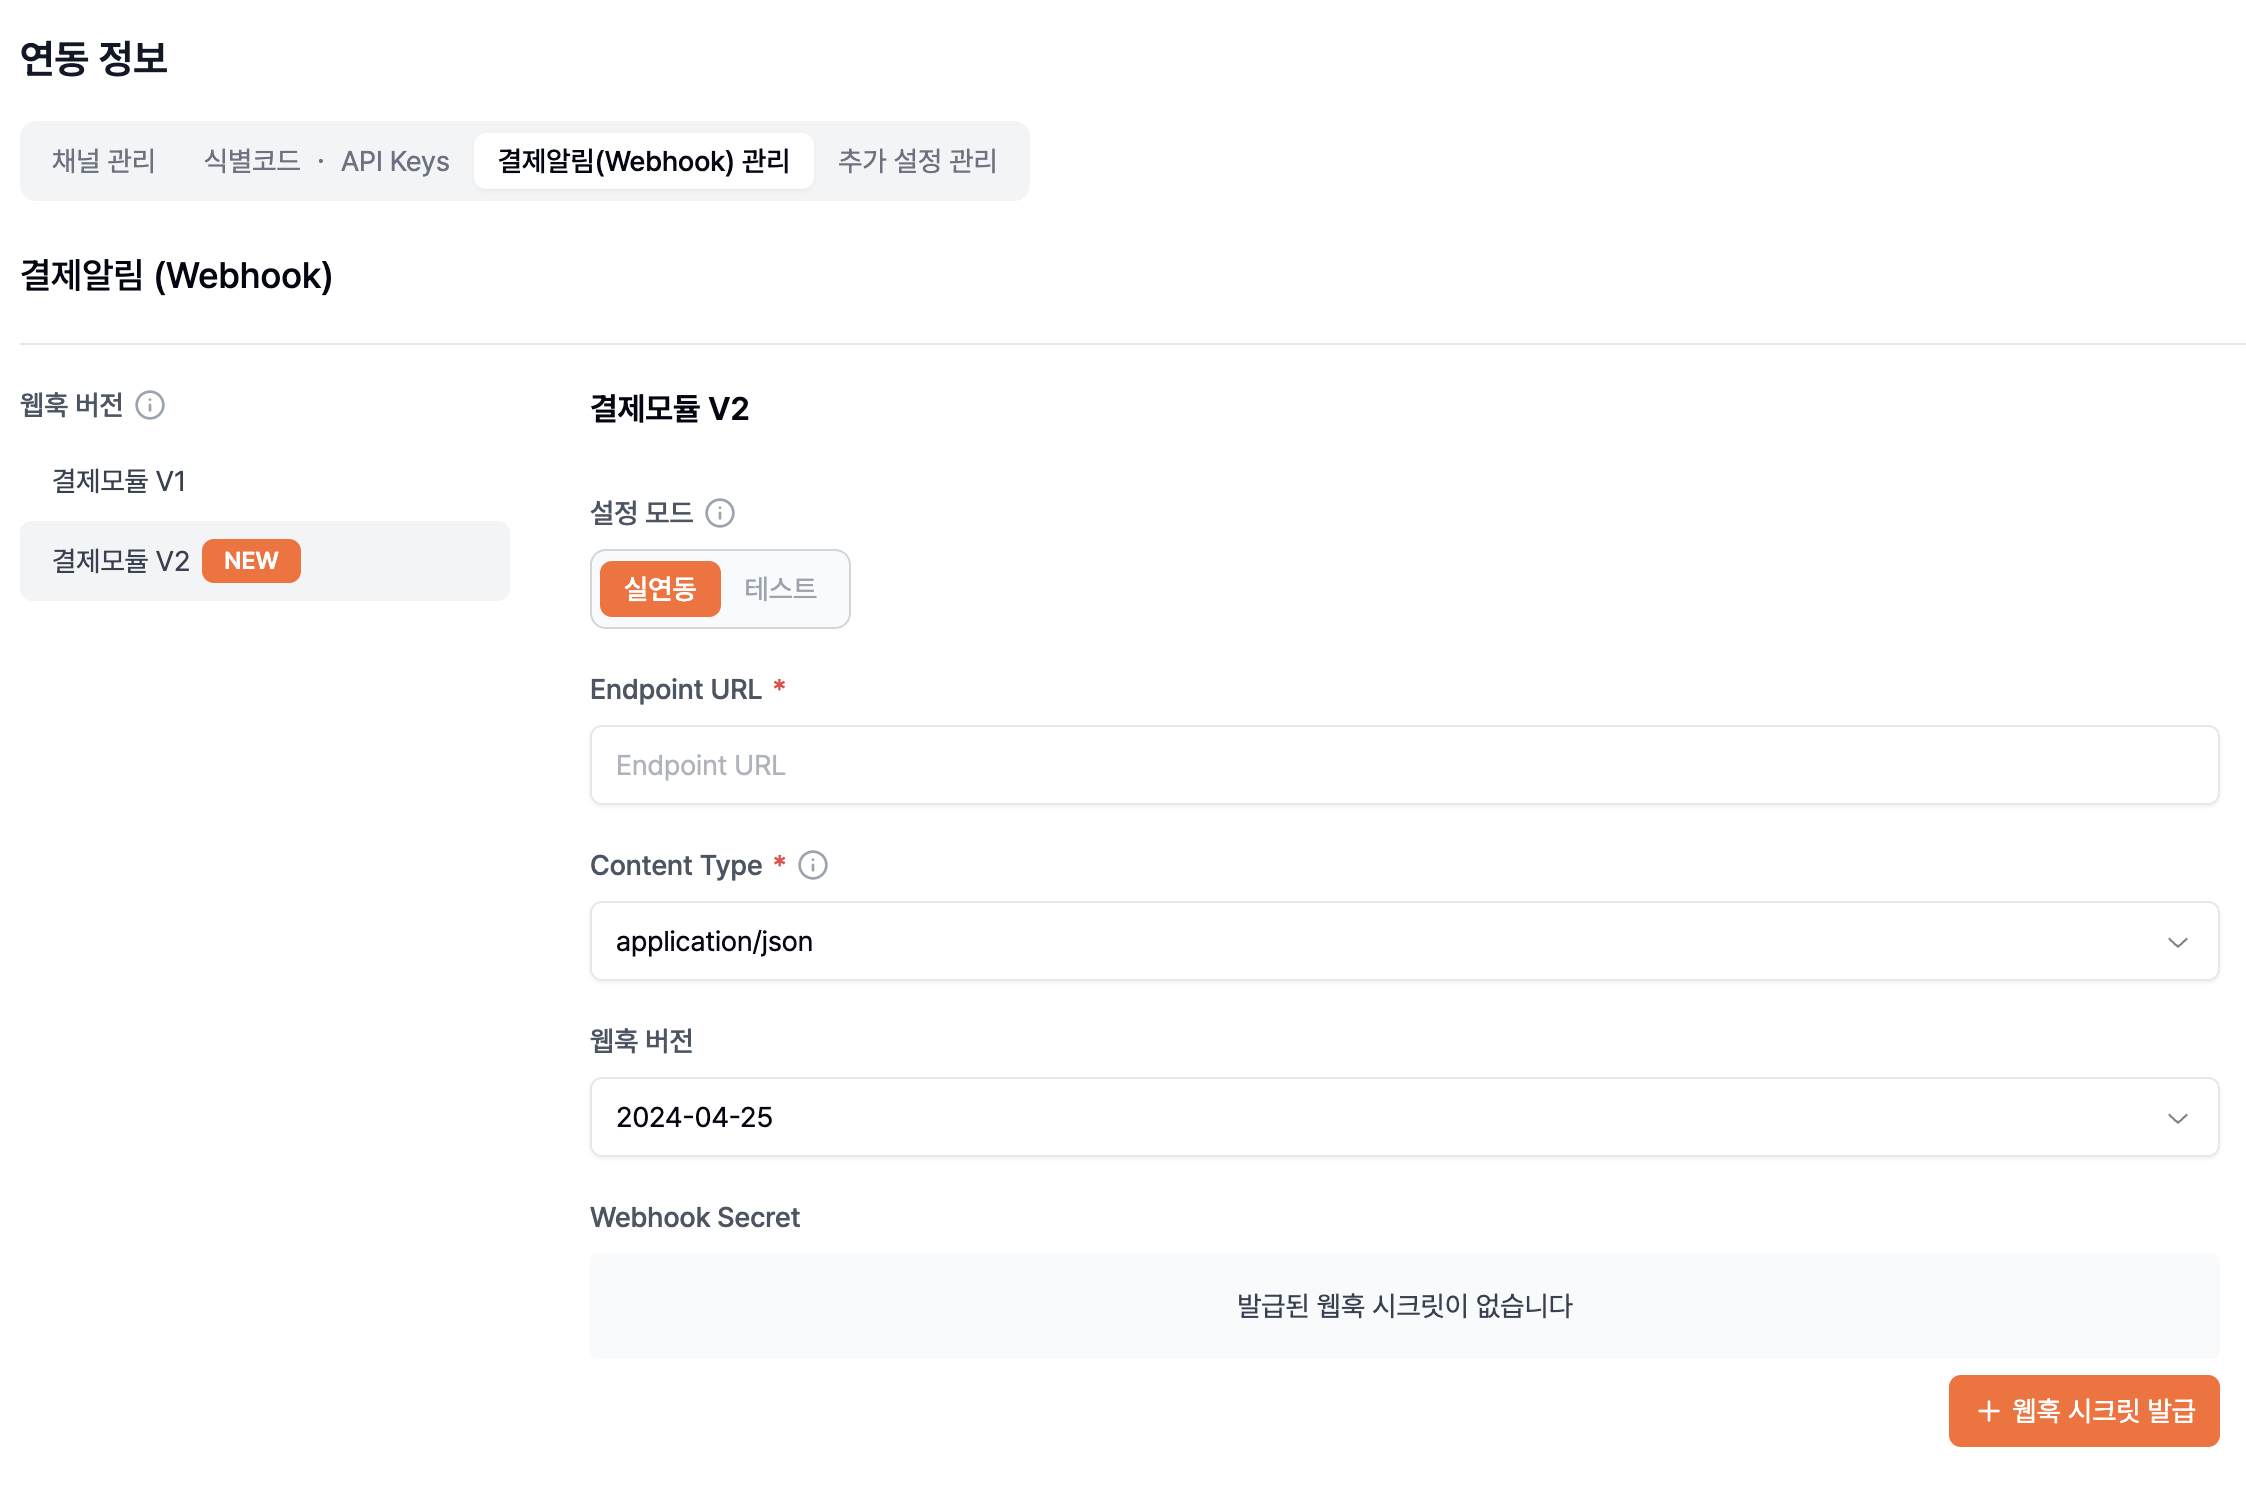 연동 정보
채널 관리 식별코드 · API Keys 결제알림(Webhook) 관리 추가 설정 관리
결제알림 (Webhook)
웹훅 버전
결제모듈 V1
결제모듈 V2 NEW
결제모듈 V2
설정 모드
실연동 테스트
Endpoint URL *
Endpoint URL
Content Type *
application/json
웹훅 버전
2024-04-25
Webhook Secret
발급된 웹훅 시크릿이 없습니다
+ 웹훅 시크릿 발급